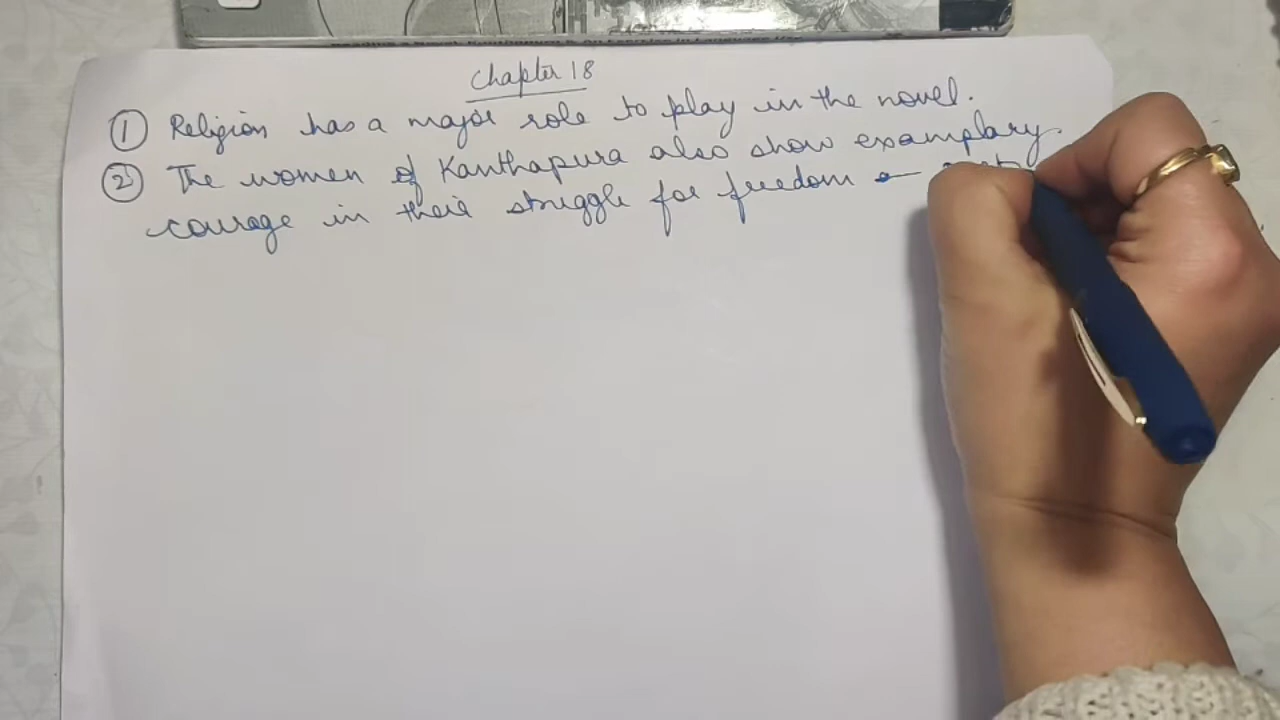 Chapter 18
① Religion has a major role to play in the novel.
② The women of Kanthapura also show examplary
courage in their struggle for freedom -